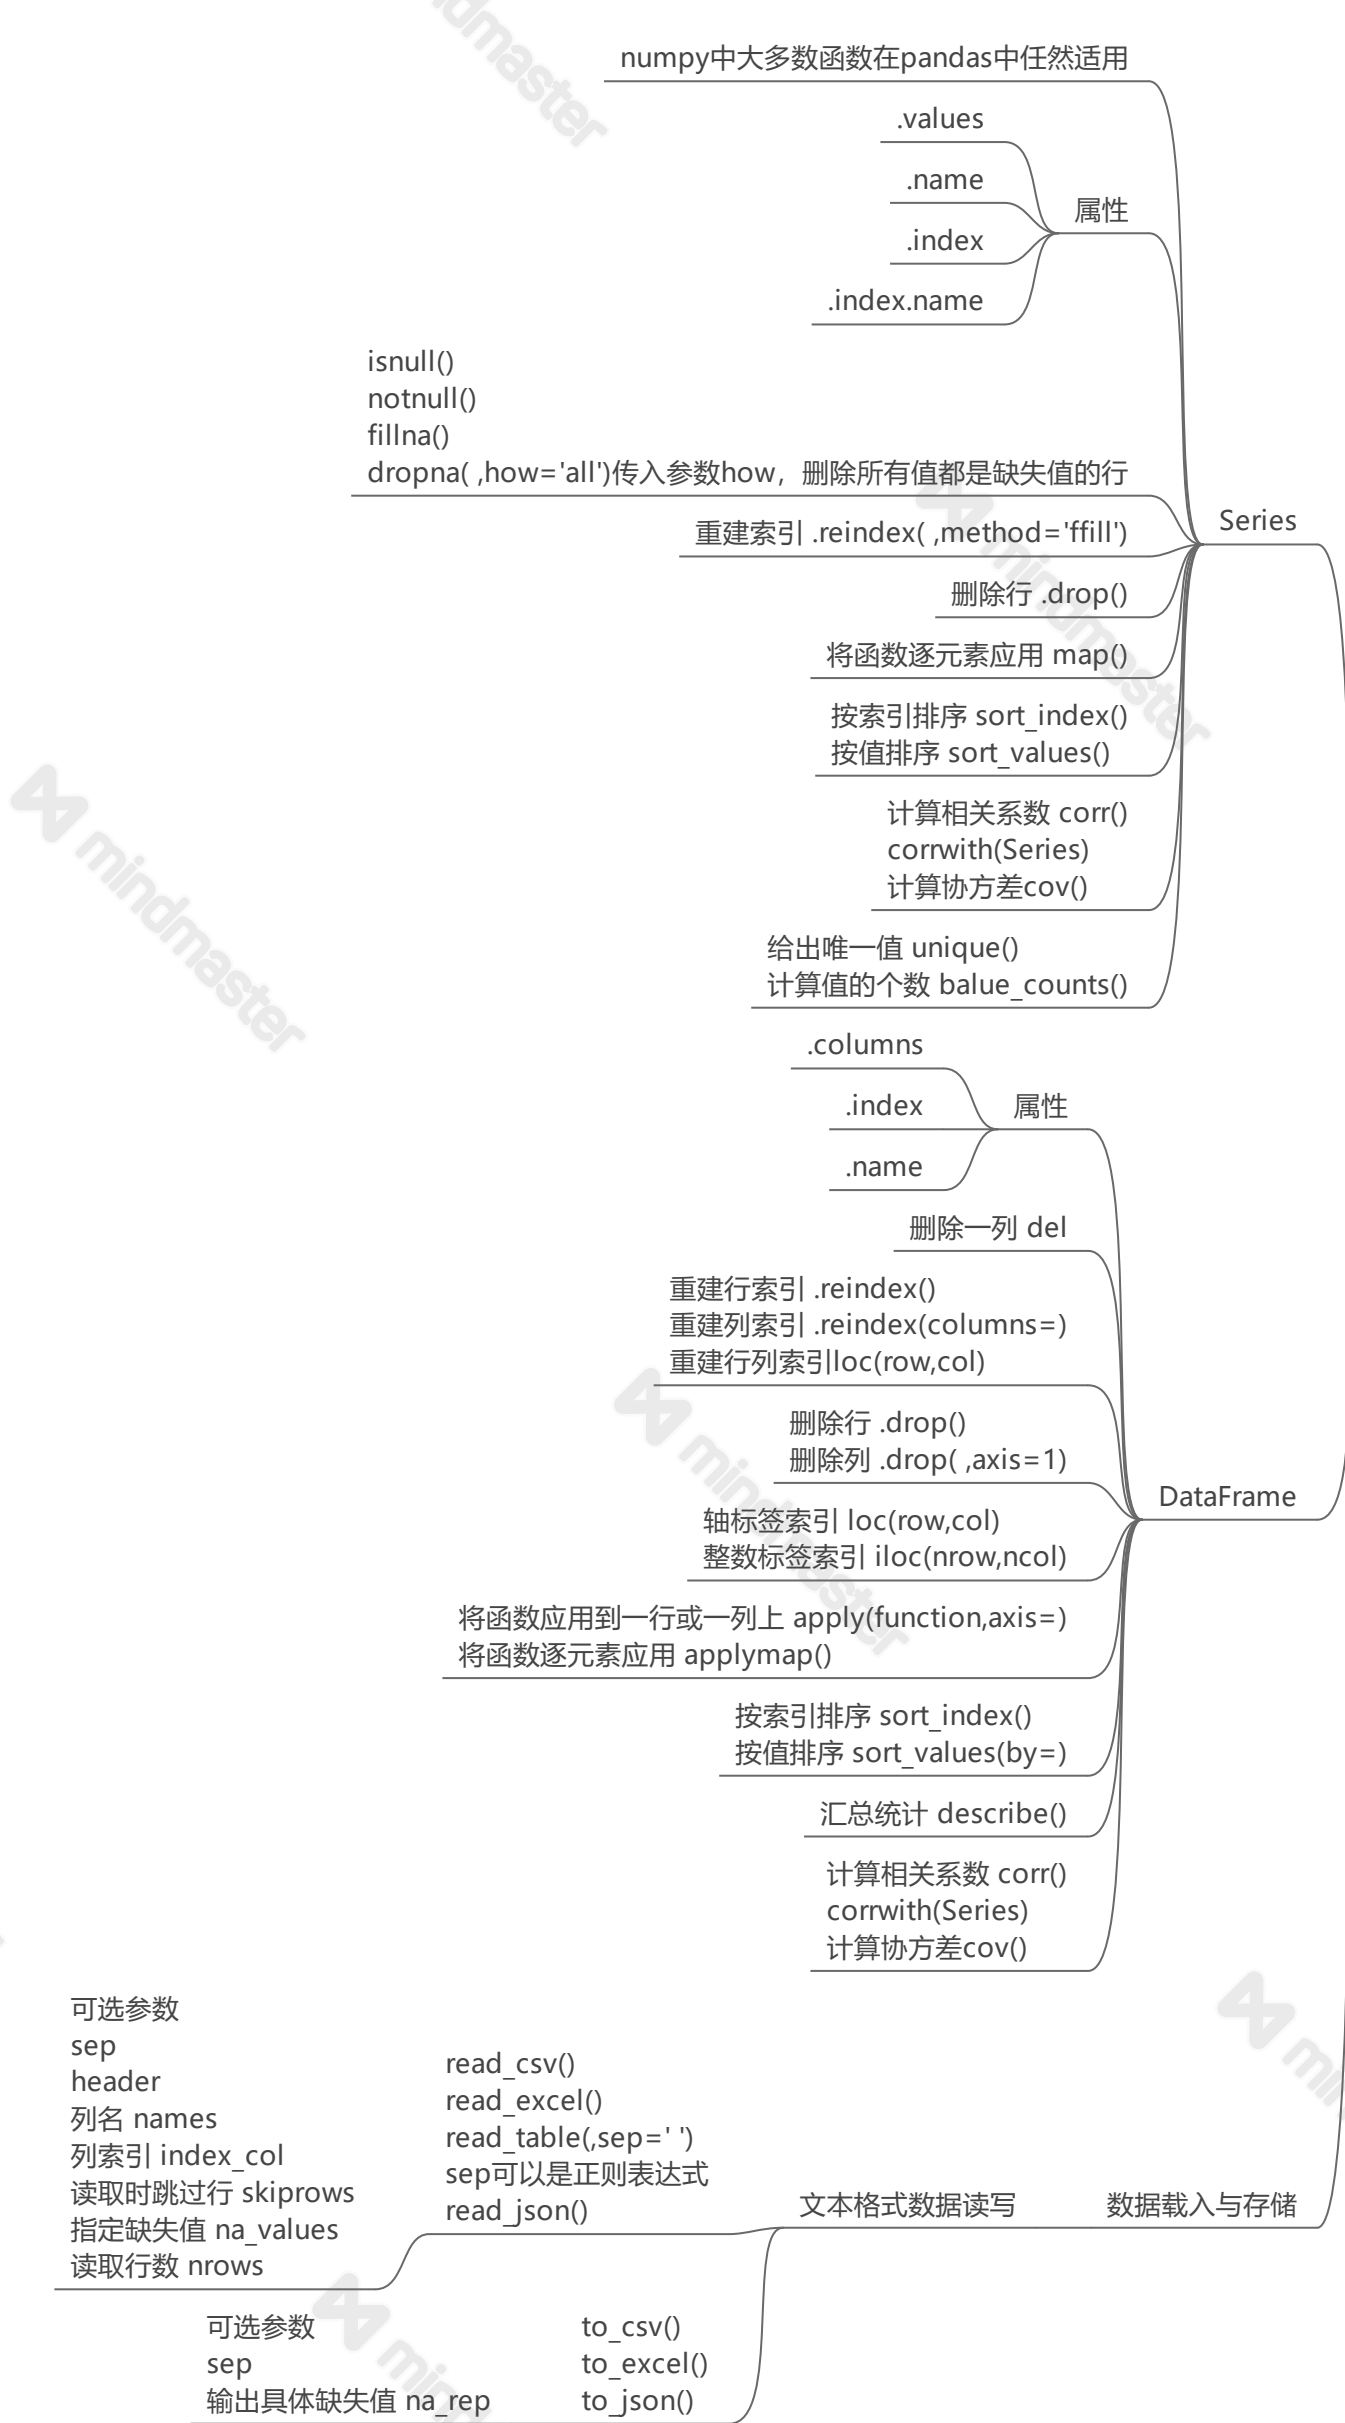 numpy中大多数函数在pandas中任然适用
.values
.name
.index
.index.name
属性
isnull()
notnull()
fillna()
dropna( ,how='all')传入参数how，删除所有值都是缺失值的行
重建索引 .reindex( ,method='ffill')
删除行 .drop()
将函数逐元素应用 map()
按索引排序 sort_index()
按值排序 sort_values()
计算相关系数 corr()
corrwith(Series)
计算协方差cov()
给出唯一值 unique()
计算值的个数 balue_counts()
Series
.columns
.index
.name
属性
删除一列 del
重建行索引 .reindex()
重建列索引 .reindex(columns=)
重建行列索引loc(row,col)
删除行 .drop()
删除列 .drop( ,axis=1)
轴标签索引 loc(row,col)
整数标签索引 iloc(nrow,ncol)
将函数应用到一行或一列上 apply(function,axis=)
将函数逐元素应用 applymap()
按索引排序 sort_index()
按值排序 sort_values(by=)
汇总统计 describe()
计算相关系数 corr()
corrwith(Series)
计算协方差cov()
DataFrame
可选参数
sep
header
列名 names
列索引 index_col
读取时跳过行 skiprows
指定缺失值 na_values
读取行数 nrows
read_csv()
read_excel()
read_table(,sep=' ')
sep可以是正则表达式
read_json()
可选参数
sep
输出具体缺失值 na_rep
to_csv()
to_excel()
to_json()
文本格式数据读写
数据载入与存储
mindmaster
mindmaster
mindmaster
mindmaster